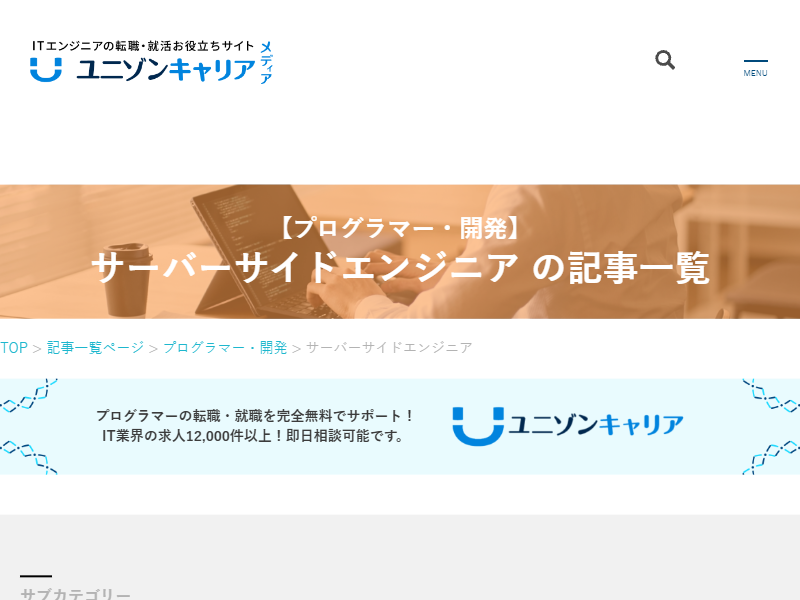 ITエンジニアの転職・就活お役立ちサイト
ユニゾンキャリア
メディア
MENU
【プログラマー・開発】
サーバーサイドエンジニア の記事一覧
TOP > 記事一覧ページ > プログラマー・開発 > サーバーサイドエンジニア
プログラマーの転職・就職を完全無料でサポート！
IT業界の求人12,000件以上！即日相談可能です。
ユニゾンキャリア
サブカテゴリー